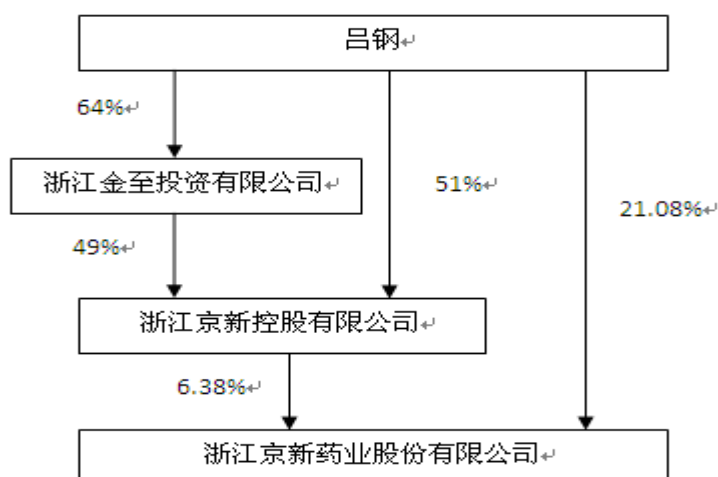 吕钢
64%
浙江金至投资有限公司
51%
21.08%
49%
浙江京新控股有限公司
6.38%
浙江京新药业股份有限公司